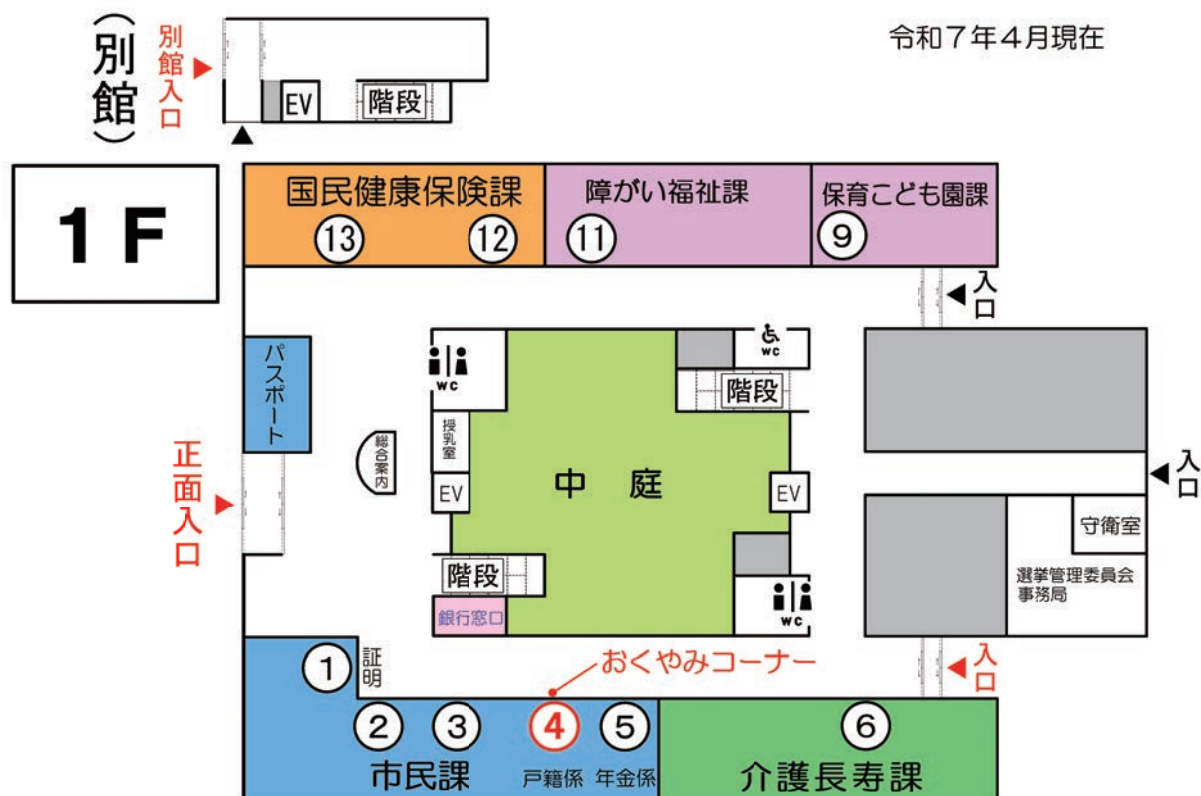 令和7年4月現在
（別館）
別館入口
EV
階段
1F
国民健康保険課
障がい福祉課
保育こども園課
⑬
⑫
⑪
⑨
入口
パスポート
WC
WC
階段
授乳室
総合案内
EV
中庭
EV
正面入口
入口
守衛室
選挙管理委員会
事務局
階段
銀行窓口
WC
おくやみコーナー
入口
①
証明
②
③
④
⑤
⑥
市民課
戸籍係
年金係
介護長寿課